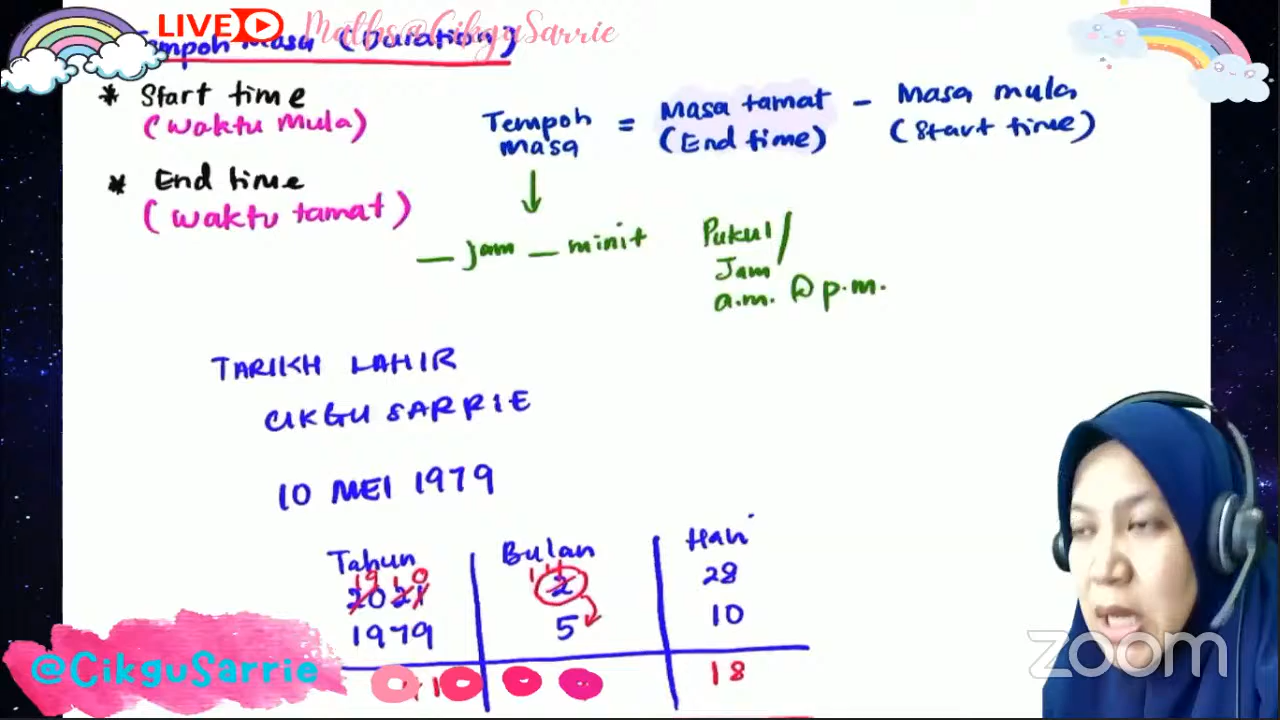 LIVE Maths@CikguSarrie
Tempoh Masa (Duration)
* Start time
(Waktu Mula)
Tempoh masa = Masa tamat (End time) - Masa mula (Start time)
* End time
(Waktu tamat)
_ jam _ minit
Pukul /
Jam
a.m. p.m.
TARIKH LAHIR
CIKGU SARRIE
10 MEI 1979
Tahun Bulan Hari
2021 2 28
1979 5 10
18
@CikguSarrie
zoom